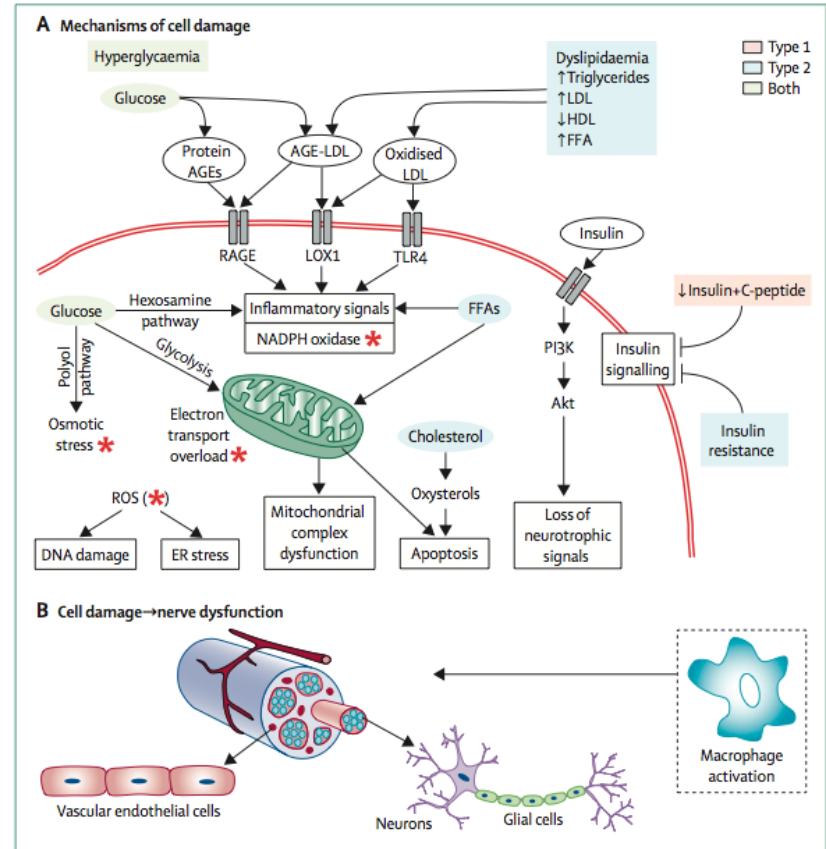 A Mechanisms of cell damage
Hyperglycaemia
Glucose
Dyslipidaemia
↑Triglycerides
↑LDL
↓HDL
↑FFA
Type 1
Type 2
Both
Protein
AGEs
AGE-LDL
Oxidised
LDL
RAGE
LOX1
TLR4
Insulin
Glucose
Hexosamine
pathway
Inflammatory signals
NADPH oxidase *
FFAs
Polyol
pathway
Glycolysis
Osmotic
stress *
Electron
transport
overload *
PI3K
Akt
Insulin
signalling
↓Insulin+C-peptide
Insulin
resistance
Cholesterol
Oxysterols
ROS (*)
DNA damage
ER stress
Mitochondrial
complex
dysfunction
Apoptosis
Loss of
neurotrophic
signals
B Cell damage→nerve dysfunction
Macrophage
activation
Vascular endothelial cells
Neurons
Glial cells